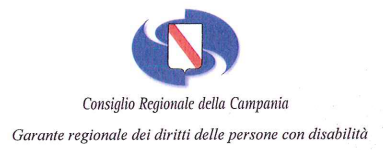 Consiglio Regionale della Campania
Garante regionale dei diritti delle persone con disabilità